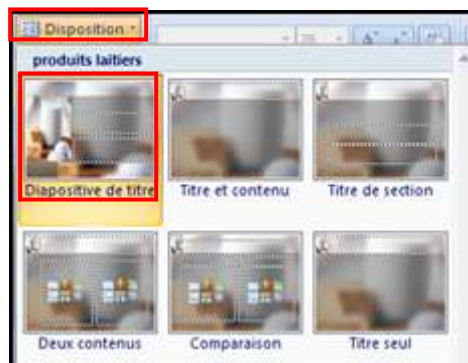 Disposition
produits laitiers
Diapositive de titre
Titre et contenu
Titre de section
Deux contenus
Comparaison
Titre seul